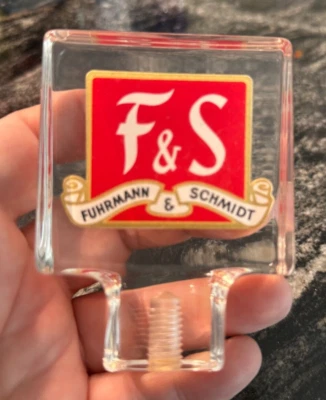 F & S
FUHRMANN & SCHMIDT